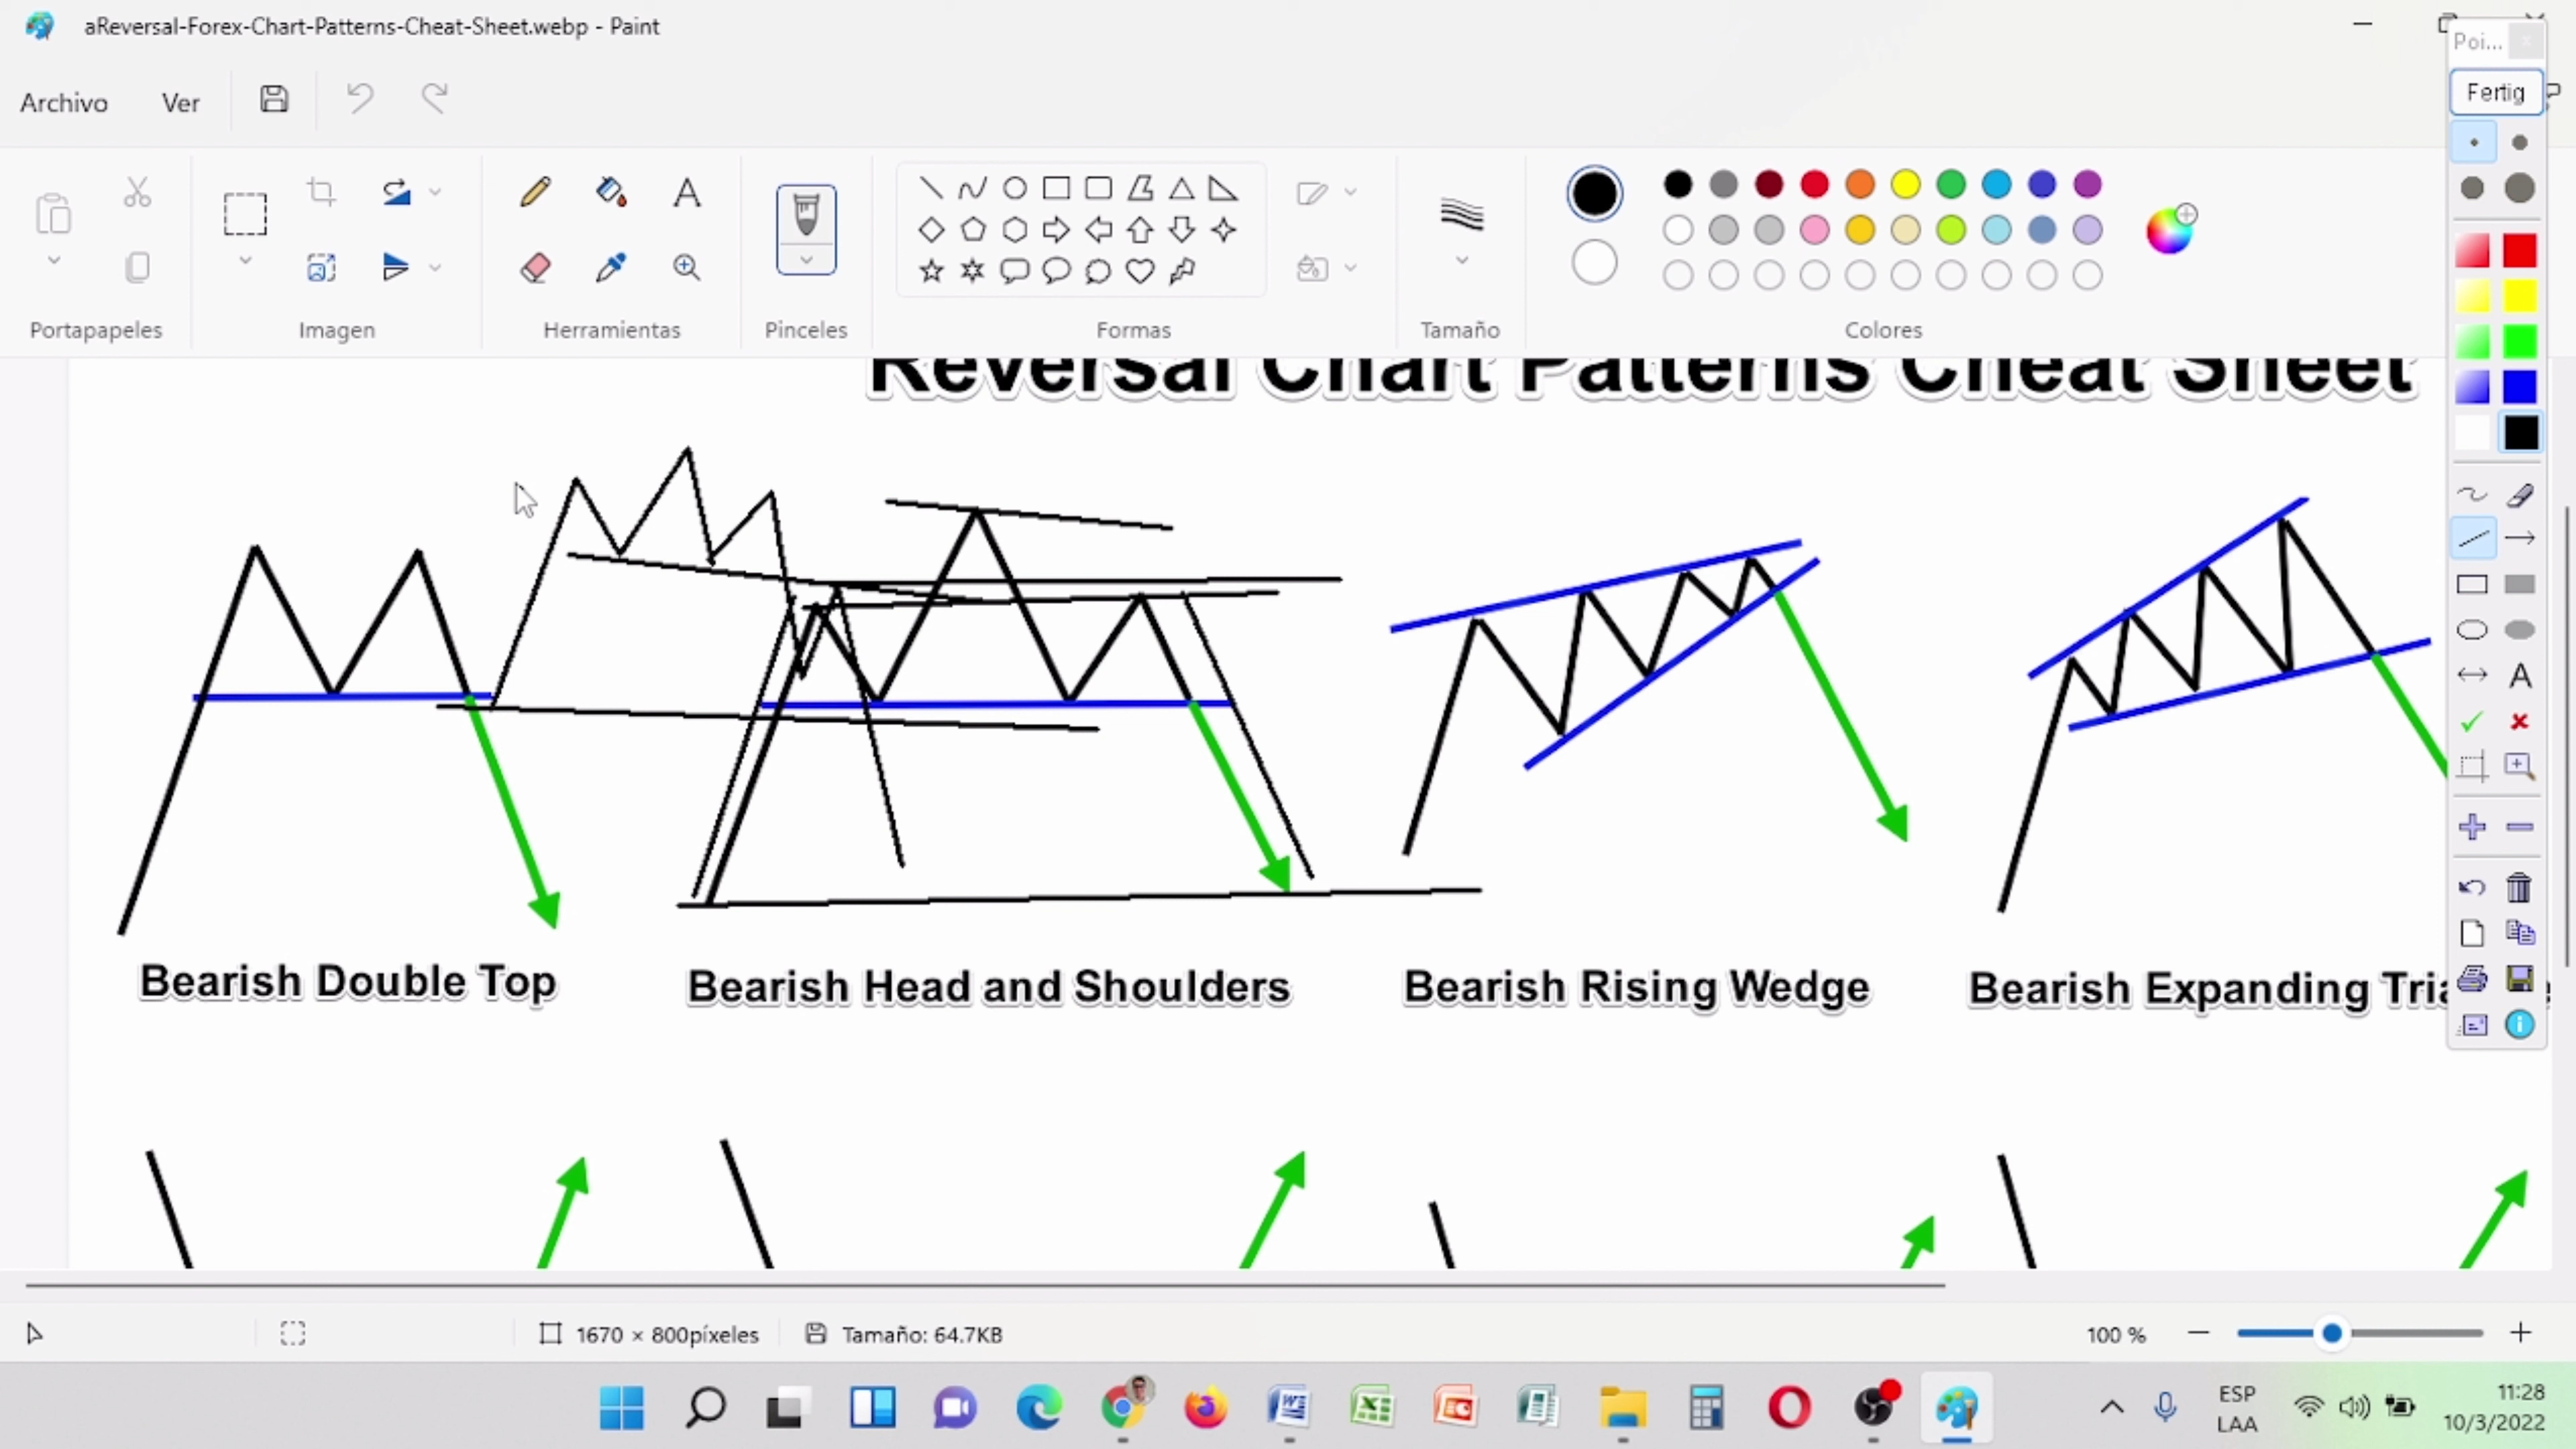 aReversal-Forex-Chart-Patterns-Cheat-Sheet.webp - Paint
Poi...
Archivo Ver
Fertig
Portapapeles Imagen Herramientas Pinceles Formas Tamaño Colores
Reversal Chart Patterns Cheat Sheet
Bearish Double Top
Bearish Head and Shoulders
Bearish Rising Wedge
Bearish Expanding Tria
1670 × 800píxeles
Tamaño: 64.7KB
100 %
ESP
LAA
11:28
10/3/2022